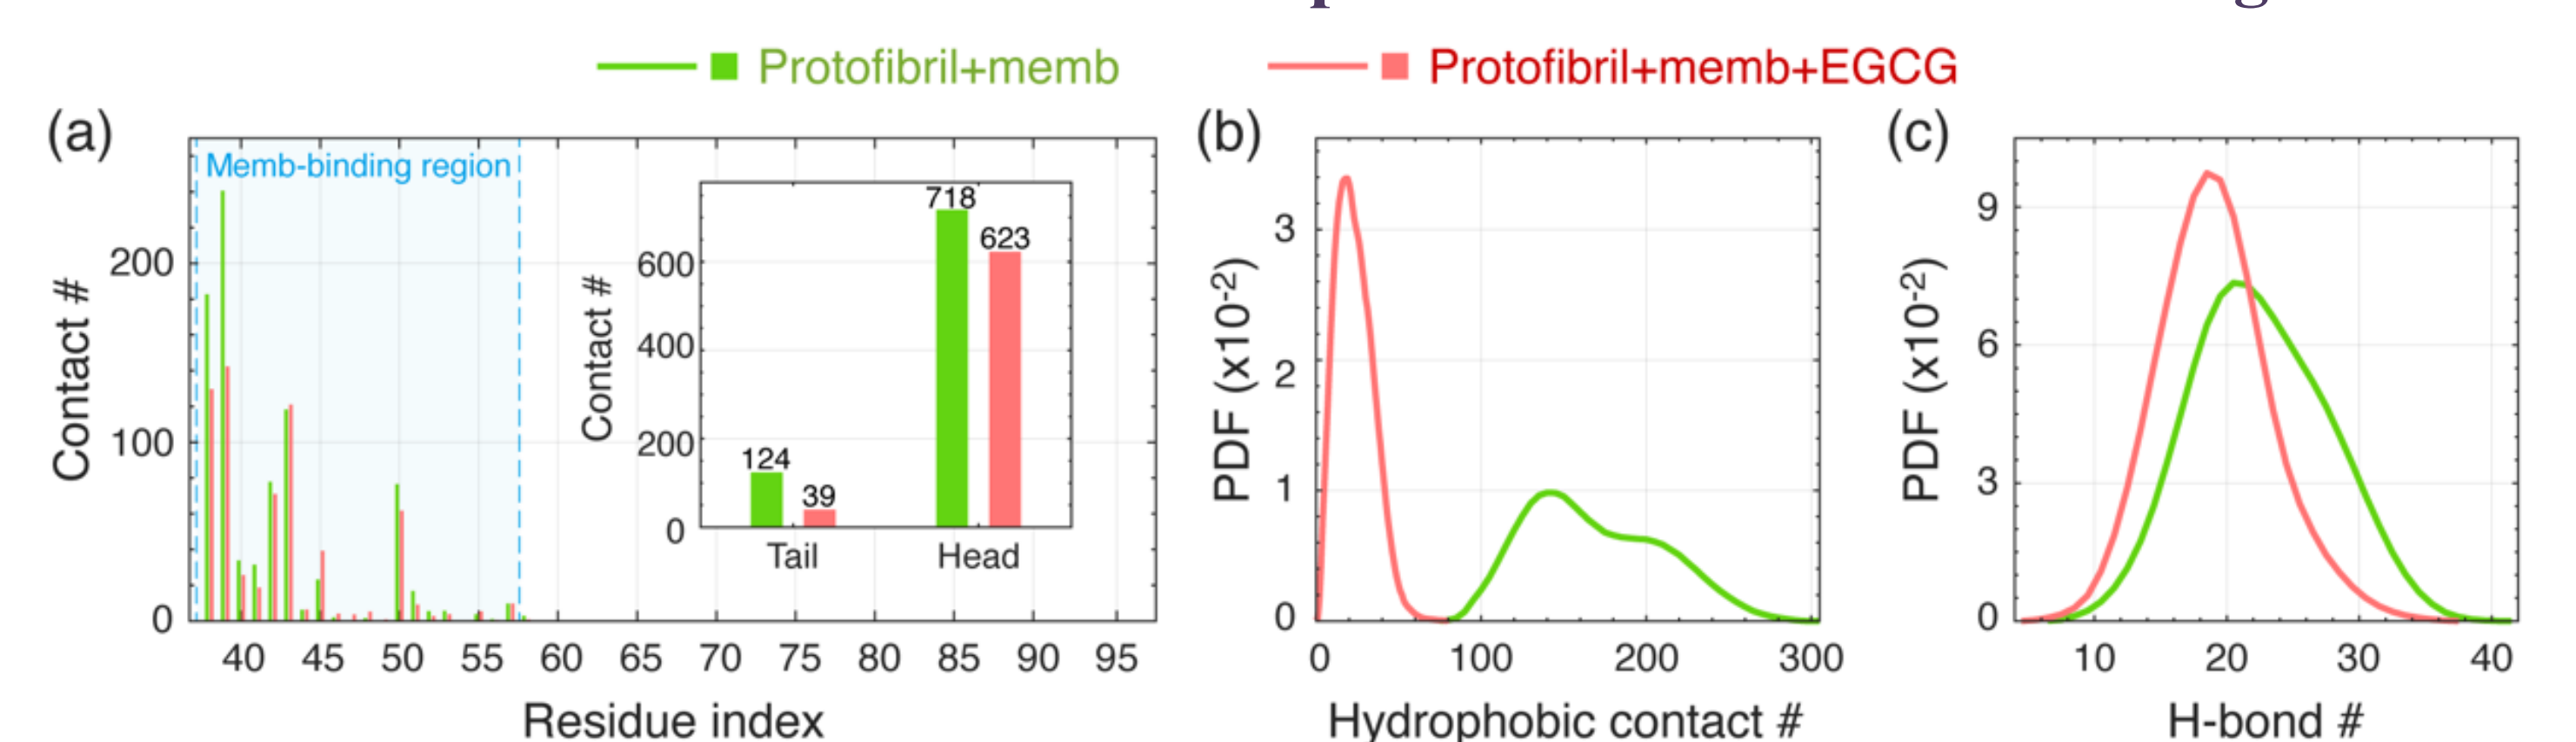 Protofibril+memb
Protofibril+memb+EGCG
(a)
Memb-binding region
Contact #
200
100
0
40 45 50 55 60 65 70 75 80 85 90 95
Residue index
Contact #
600
400
200
0
124
39
718
623
Tail
Head
(b)
PDF (x10⁻²)
3
2
1
0
0 100 200 300
Hydrophobic contact #
(c)
PDF (x10⁻²)
9
6
3
0
10 20 30 40
H-bond #